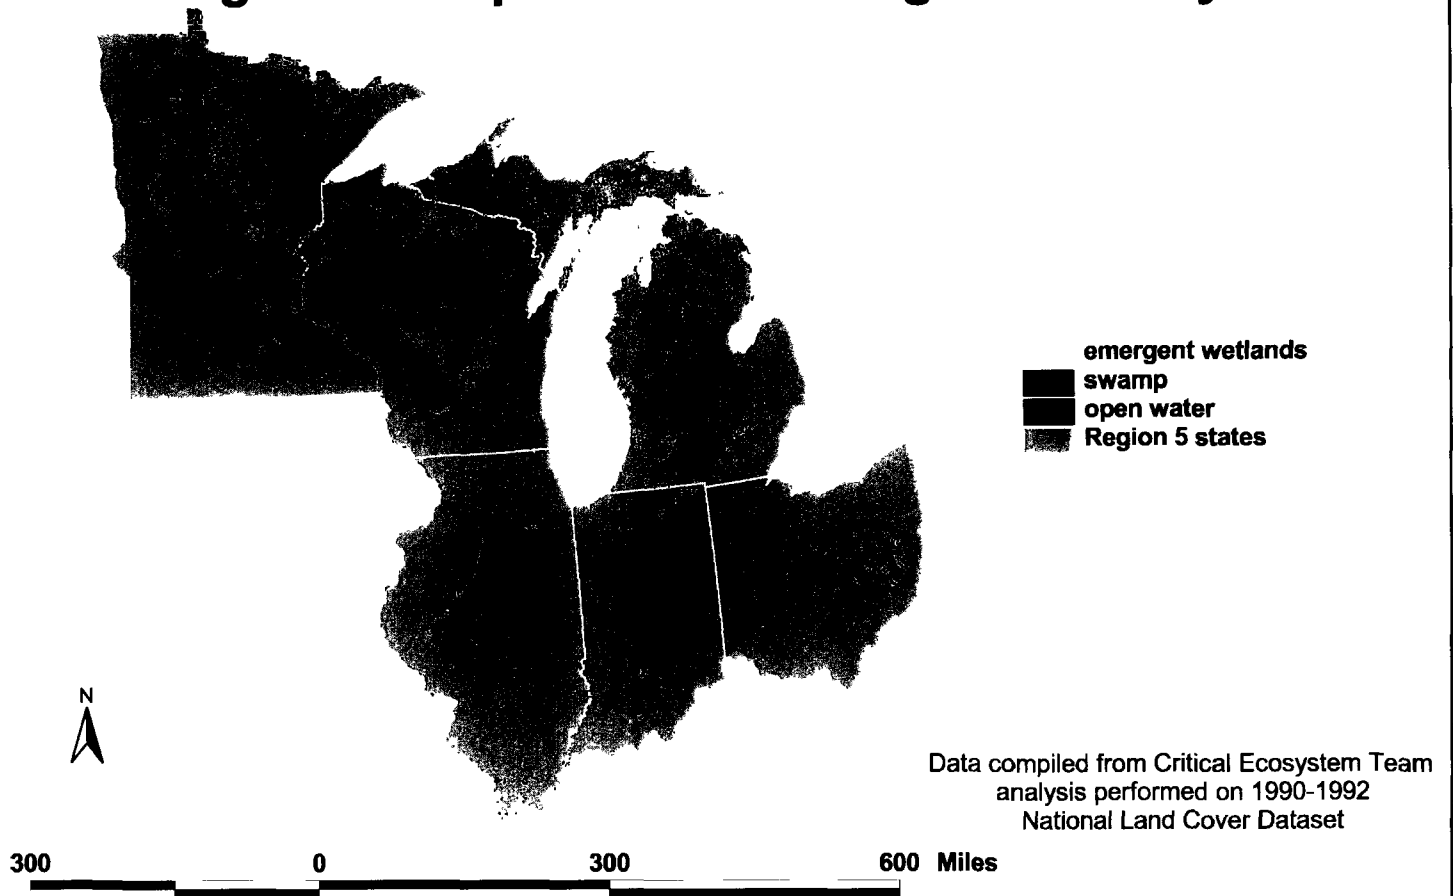 emergent wetlands
swamp
open water
Region 5 states
N
Data compiled from Critical Ecosystem Team
analysis performed on 1990-1992
National Land Cover Dataset
300 0 300 600 Miles